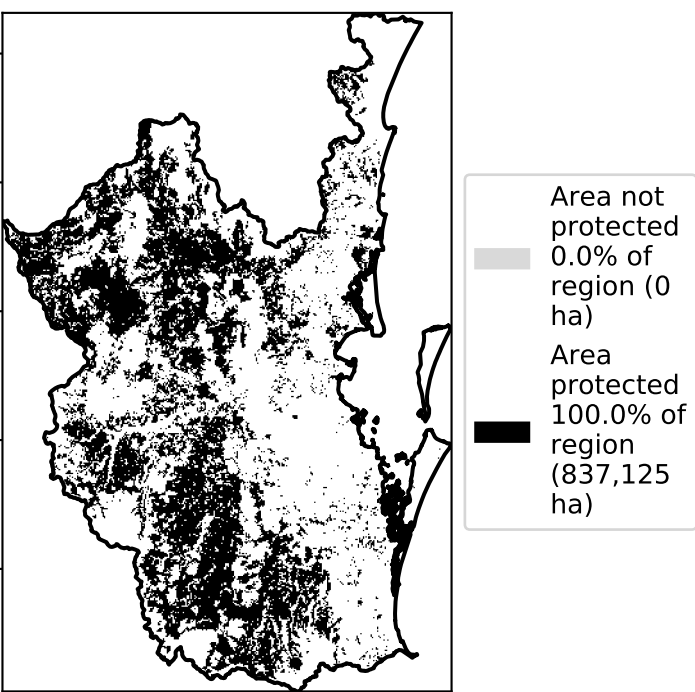 Area not
protected
0.0% of
region (0
ha)
Area
protected
100.0% of
region
(837,125
ha)